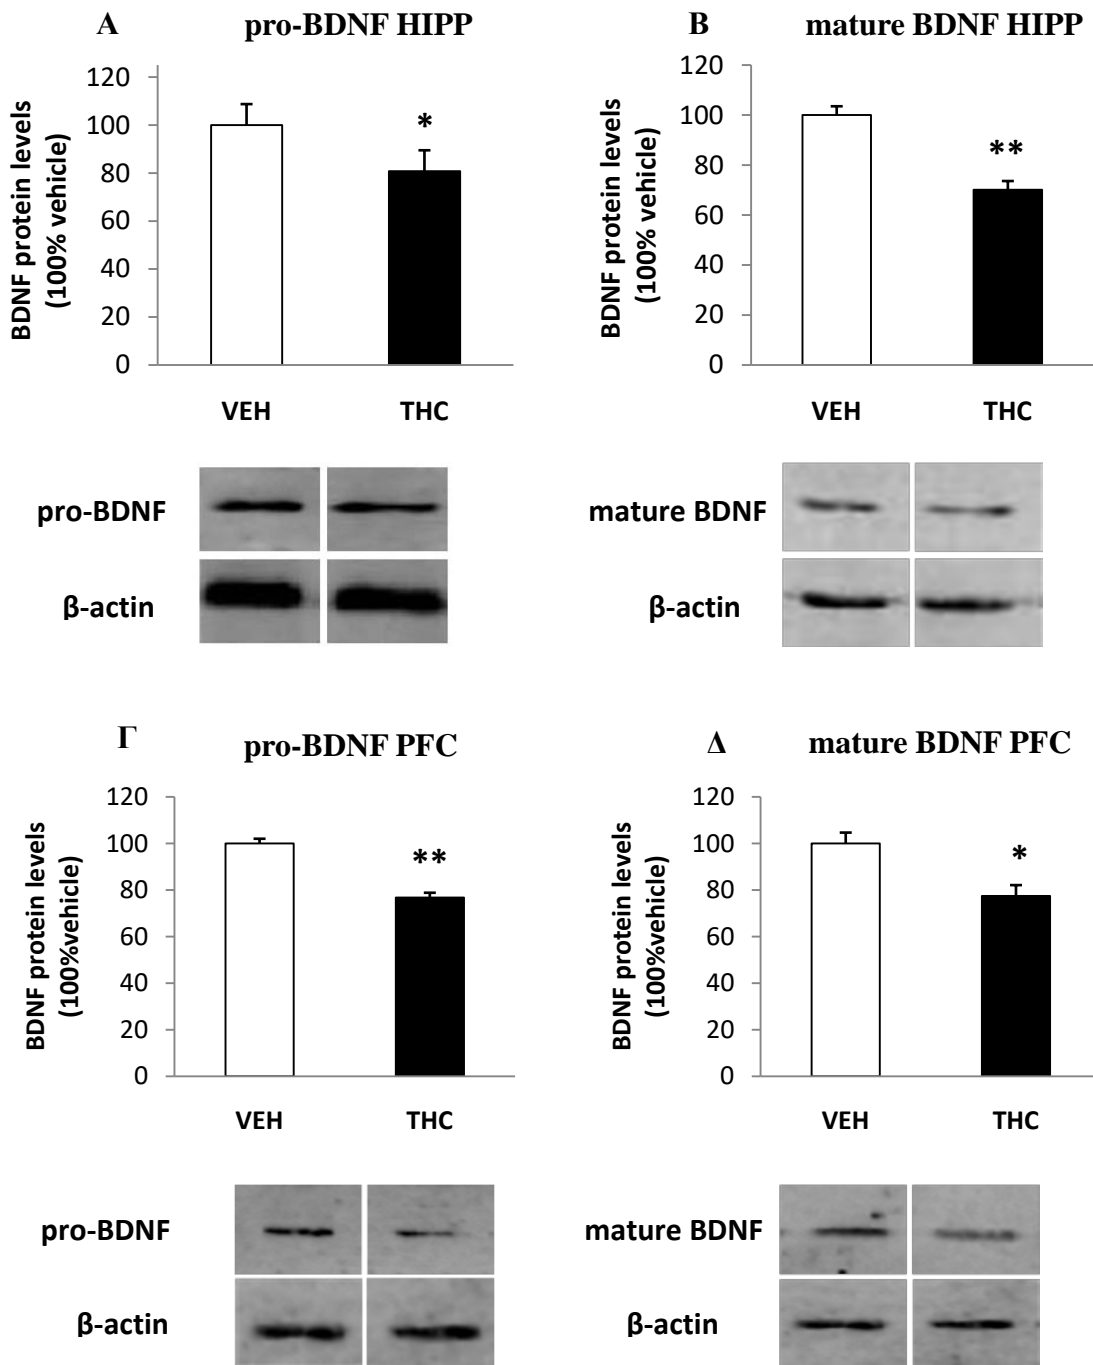 A pro-BDNF HIPP
BDNF protein levels
(100% vehicle)
120
100
80
60
40
20
0
*
VEH THC
pro-BDNF
β-actin
B mature BDNF HIPP
BDNF protein levels
(100% vehicle)
120
100
80
60
40
20
0
**
VEH THC
mature BDNF
β-actin
Γ pro-BDNF PFC
BDNF protein levels
(100%vehicle)
120
100
80
60
40
20
0
**
VEH THC
pro-BDNF
β-actin
Δ mature BDNF PFC
BDNF protein levels
(100%vehicle)
120
100
80
60
40
20
0
*
VEH THC
mature BDNF
β-actin